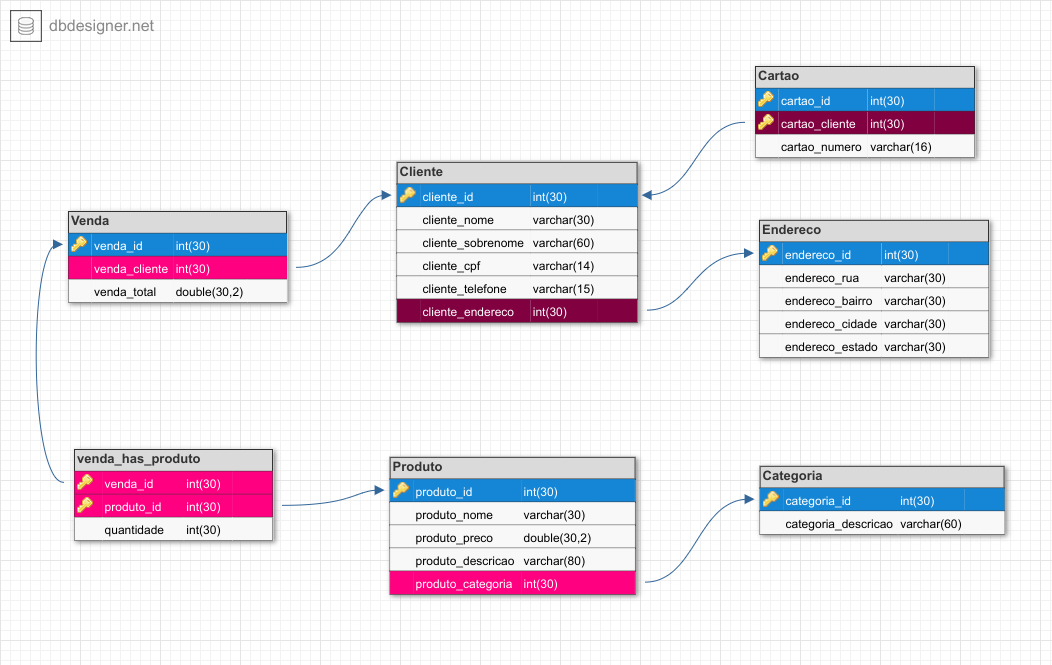 dbdesigner.net
Cartao
cartao_id int(30)
cartao_cliente int(30)
cartao_numero varchar(16)
Cliente
cliente_id int(30)
cliente_nome varchar(30)
cliente_sobrenome varchar(60)
cliente_cpf varchar(14)
cliente_telefone varchar(15)
cliente_endereco int(30)
Venda
venda_id int(30)
venda_cliente int(30)
venda_total double(30,2)
Endereco
endereco_id int(30)
endereco_rua varchar(30)
endereco_bairro varchar(30)
endereco_cidade varchar(30)
endereco_estado varchar(30)
venda_has_produto
venda_id int(30)
produto_id int(30)
quantidade int(30)
Produto
produto_id int(30)
produto_nome varchar(30)
produto_preco double(30,2)
produto_descricao varchar(80)
produto_categoria int(30)
Categoria
categoria_id int(30)
categoria_descricao varchar(60)